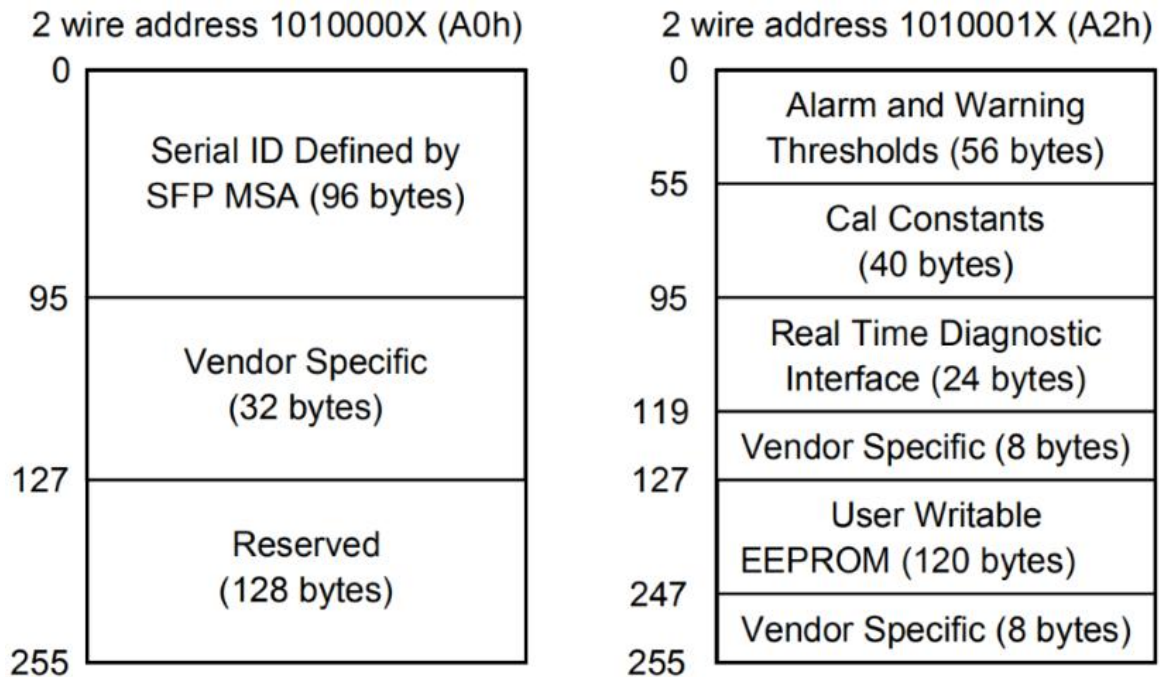 2 wire address 1010000X (A0h)
0
Serial ID Defined by
SFP MSA (96 bytes)
95
Vendor Specific
(32 bytes)
127
Reserved
(128 bytes)
255
2 wire address 1010001X (A2h)
0
Alarm and Warning
Thresholds (56 bytes)
55
Cal Constants
(40 bytes)
95
Real Time Diagnostic
Interface (24 bytes)
119
Vendor Specific (8 bytes)
127
User Writable
EEPROM (120 bytes)
247
Vendor Specific (8 bytes)
255